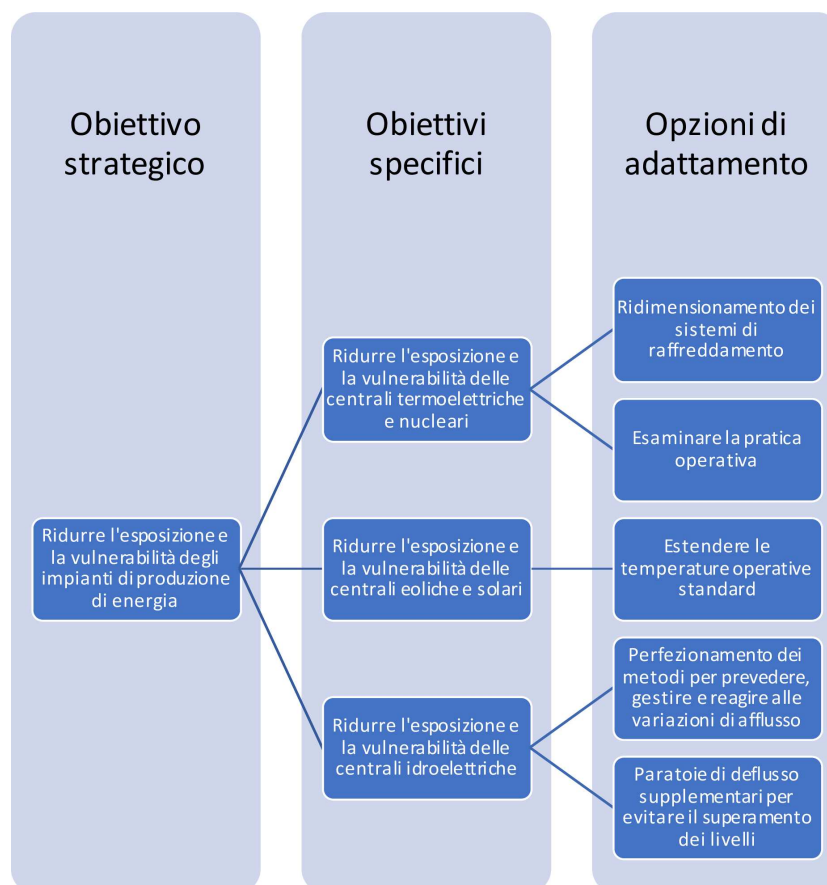 Obiettivo
strategico
Obiettivi
specifici
Opzioni di
adattamento
Ridurre l'esposizione e
la vulnerabilità degli
impianti di produzione
di energia
Ridurre l'esposizione e
la vulnerabilità delle
centrali termoelettriche
e nucleari
Ridurre l'esposizione e
la vulnerabilità delle
centrali eoliche e solari
Ridurre l'esposizione e
la vulnerabilità delle
centrali idroelettriche
Ridimensionamento dei
sistemi di
raffreddamento
Esaminare la pratica
operativa
Estendere le
temperature operative
standard
Perfezionamento dei
metodi per prevedere,
gestire e reagire alle
variazioni di afflusso
Paratoie di deflusso
supplementari per
evitare il superamento
dei livelli